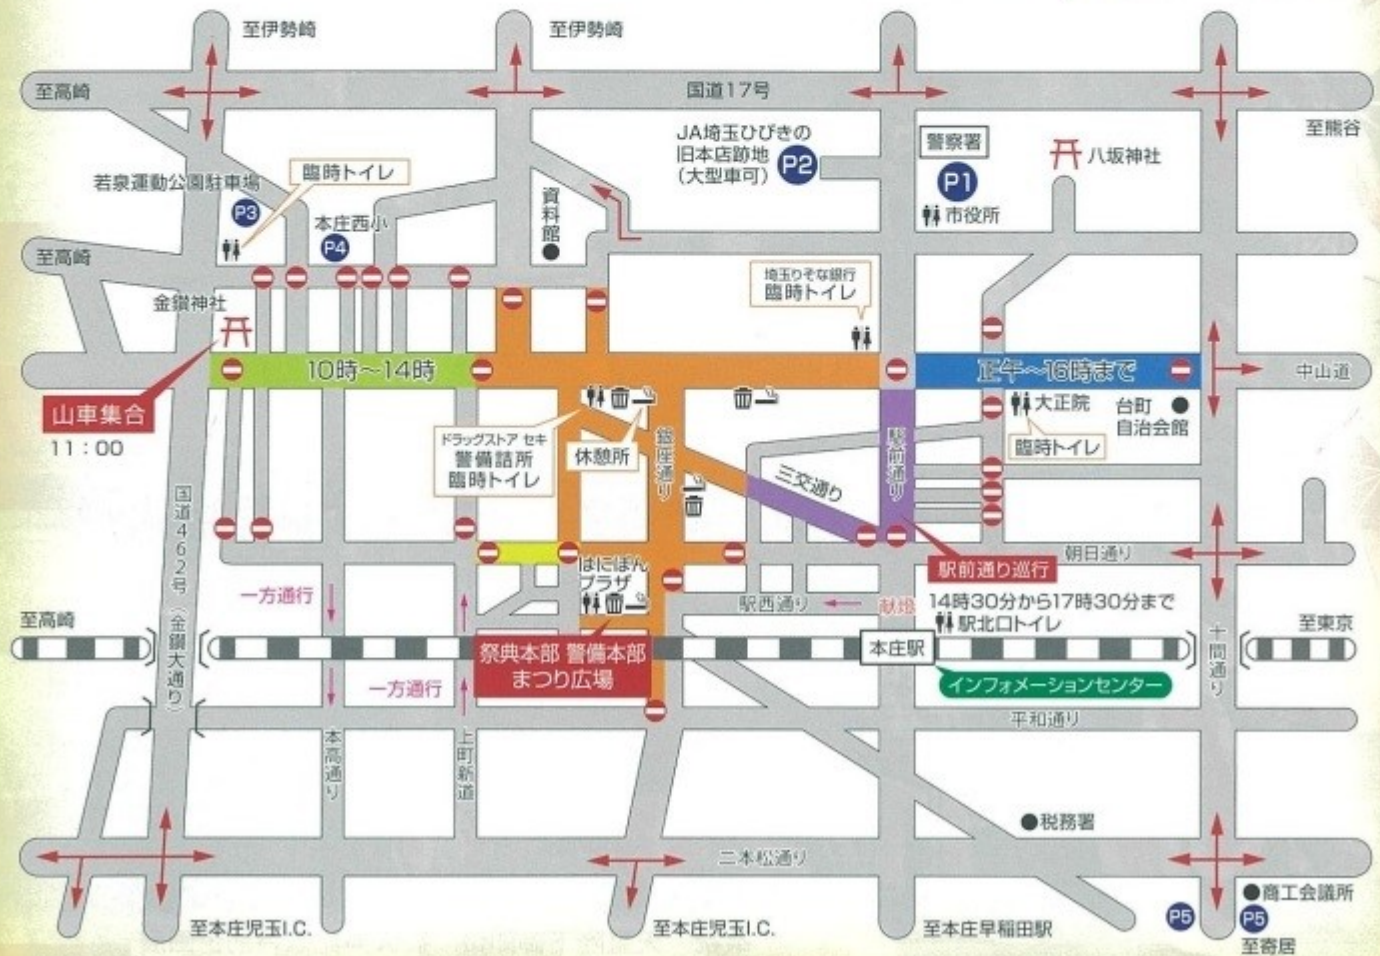 至伊勢崎
至伊勢崎
至高崎
国道17号
至熊谷
JA埼玉ひびきの
旧本店跡地
（大型車可）
P2
警察署
P1
市役所
八坂神社
若泉運動公園駐車場
P3
臨時トイレ
本庄西小
P4
資料館
至高崎
埼玉りそな銀行
臨時トイレ
金鑚神社
10時〜14時
正午〜16時まで
中山道
山車集合
11：00
大正院
臨時トイレ
台町
自治会館
ドラッグストア セキ
警備詰所
臨時トイレ
休憩所
銀座通り
三交通り
駅前通り
国道462号（金鑚大通り）
はにぽん
プラザ
朝日通り
駅前通り巡行
14時30分から17時30分まで
駅北口トイレ
一方通行
駅西通り
献燈
至高崎
祭典本部 警備本部
まつり広場
本庄駅
十間通り
至東京
一方通行
インフォメーションセンター
平和通り
本高通り
上町新道
税務署
二本松通り
商工会議所
P5
P5
至本庄児玉I.C.
至本庄児玉I.C.
至本庄早稲田駅
至寄居